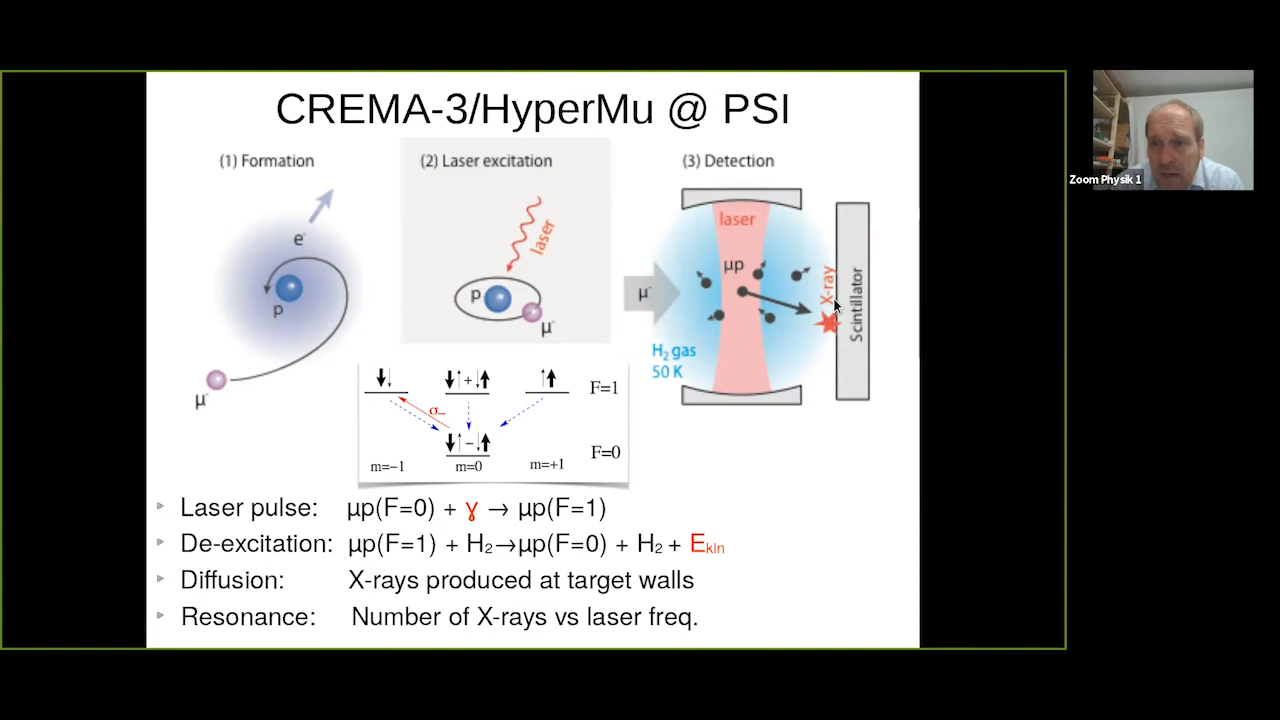 CREMA-3/HyperMu @ PSI
(1) Formation
(2) Laser excitation
(3) Detection
e-
p
μ-
laser
p
μ-
μ-
laser
μp
X-ray
Scintillator
H2 gas
50 K
F=1
σ−
F=0
m=−1
m=0
m=+1
+
−
▹ Laser pulse: μp(F=0) + ɣ → μp(F=1)
▹ De-excitation: μp(F=1) + H2→μp(F=0) + H2 + Ekin
▹ Diffusion: X-rays produced at target walls
▹ Resonance: Number of X-rays vs laser freq.
Zoom Physik 1